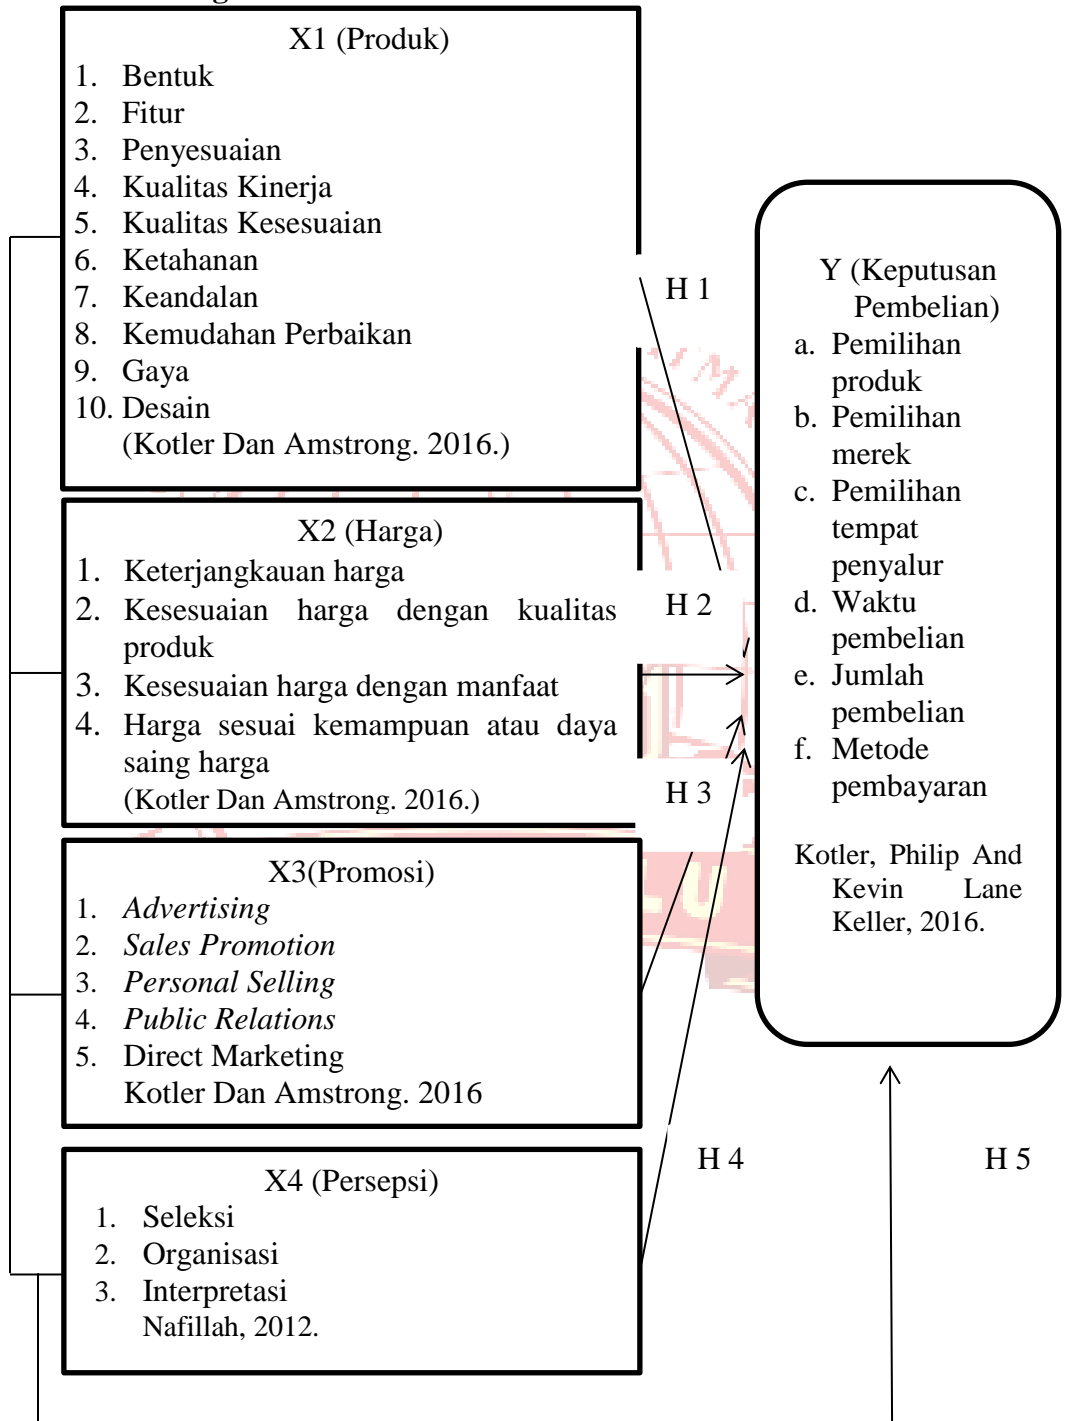 X1 (Produk)
1. Bentuk
2. Fitur
3. Penyesuaian
4. Kualitas Kinerja
5. Kualitas Kesesuaian
6. Ketahanan
7. Keandalan
8. Kemudahan Perbaikan
9. Gaya
10. Desain
(Kotler Dan Amstrong. 2016.)
X2 (Harga)
1. Keterjangkauan harga
2. Kesesuaian harga dengan kualitas
produk
3. Kesesuaian harga dengan manfaat
4. Harga sesuai kemampuan atau daya
saing harga
(Kotler Dan Amstrong. 2016.)
X3(Promosi)
1. Advertising
2. Sales Promotion
3. Personal Selling
4. Public Relations
5. Direct Marketing
Kotler Dan Amstrong. 2016
X4 (Persepsi)
1. Seleksi
2. Organisasi
3. Interpretasi
Nafillah, 2012.
H 1
H 2
H 3
H 4
H 5
Y (Keputusan
Pembelian)
a. Pemilihan
produk
b. Pemilihan
merek
c. Pemilihan
tempat
penyalur
d. Waktu
pembelian
e. Jumlah
pembelian
f. Metode
pembayaran
Kotler, Philip And
Kevin Lane
Keller, 2016.